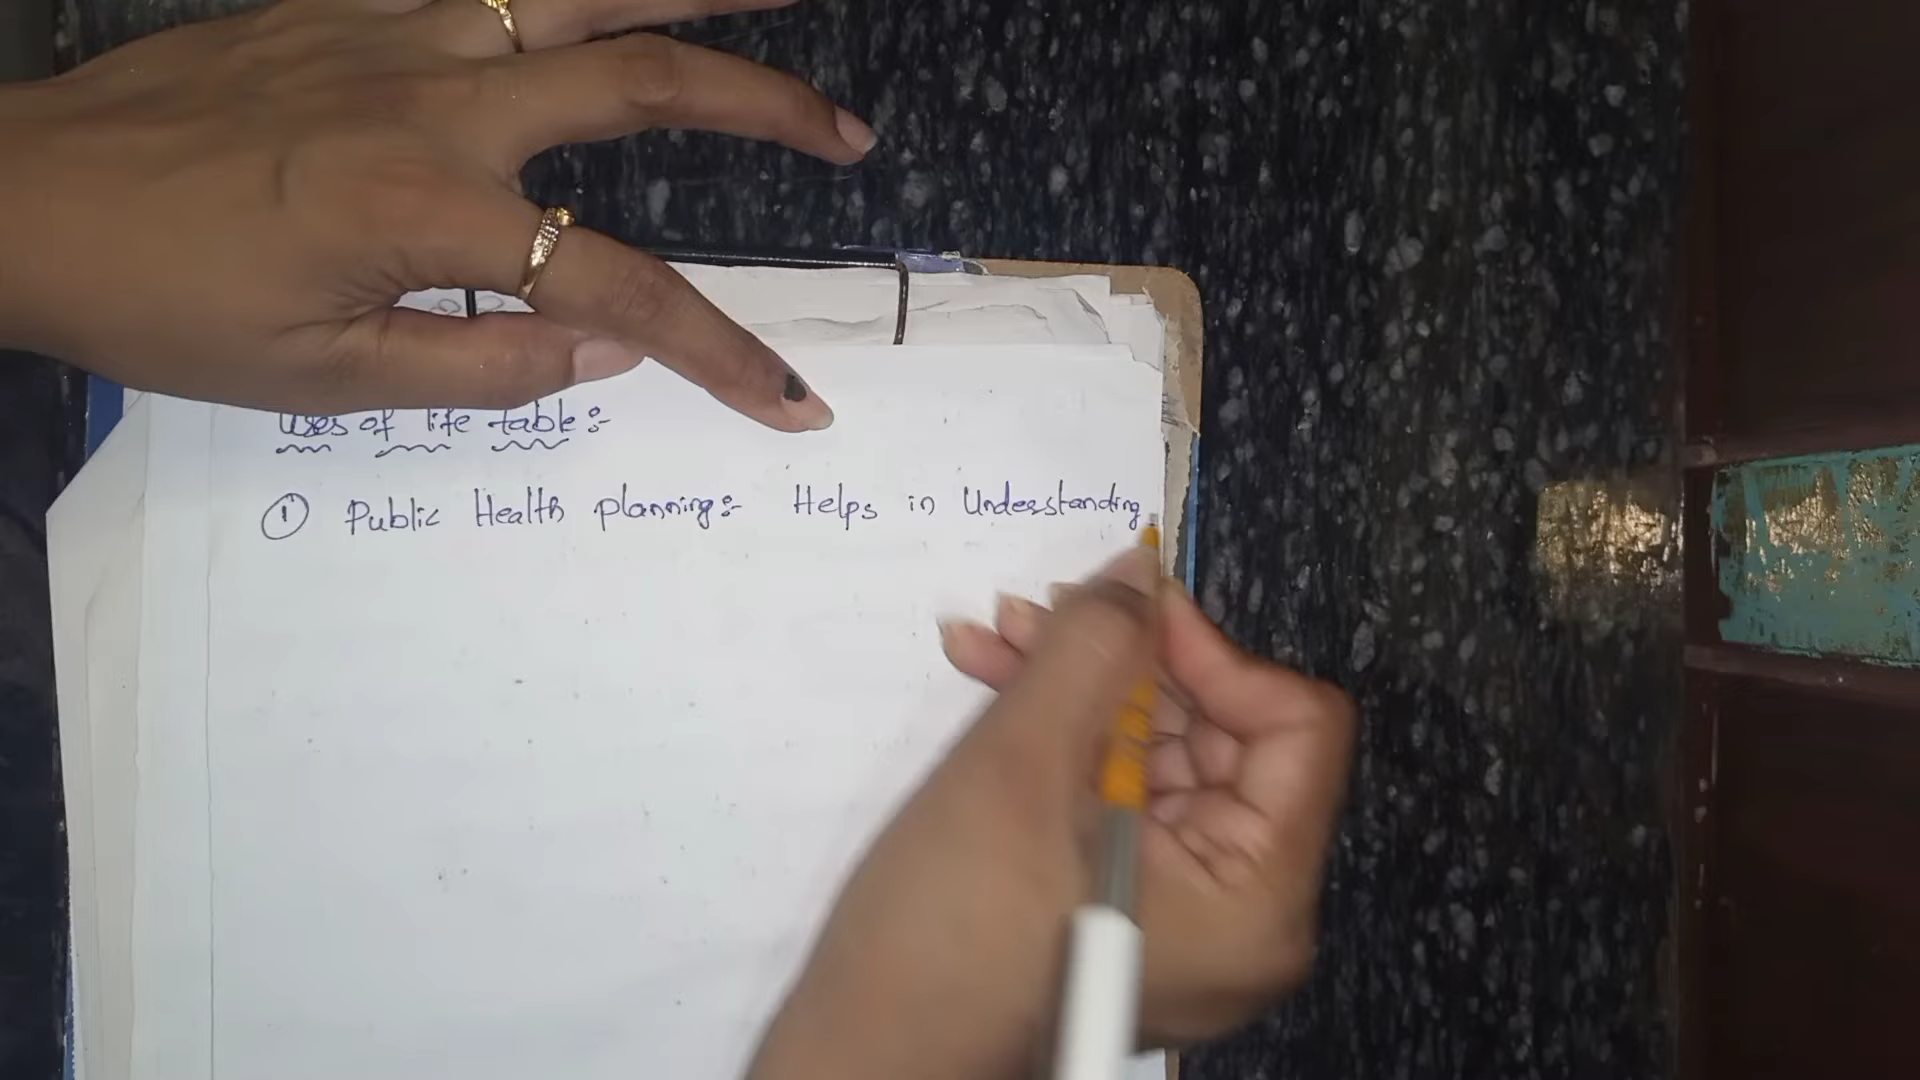 Uses of life table:-
① Public Health planning:- Helps in Understanding